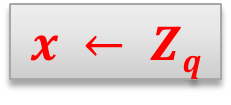 x ← Z_q